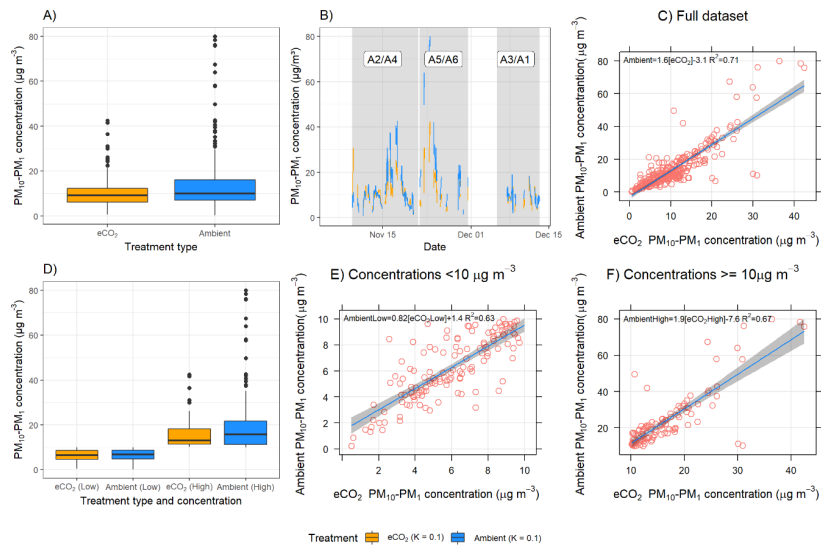 A)
PM₁₀-PM₁ concentration (µg m⁻³)
80
60
40
20
0
eCO₂ Ambient
Treatment type
B)
PM₁₀-PM₁ concentration (µg/m³)
80
60
40
20
0
A2/A4 A5/A6 A3/A1
Nov 15 Dec 01 Dec 15
Date
C) Full dataset
Ambient PM₁₀-PM₁ concentrantion(µg m⁻³)
Ambient=1.6[eCO₂]-3.1 R²=0.71
80
60
40
20
0
0 10 20 30 40
eCO₂ PM₁₀-PM₁ concentration (µg m⁻³)
D)
PM₁₀-PM₁ concentration (µg m⁻³)
80
60
40
20
0
eCO₂ (Low) Ambient (Low) eCO₂ (High) Ambient (High)
Treatment type and concentration
E) Concentrations <10 µg m⁻³
Ambient PM₁₀-PM₁ concentrantion(µg m⁻³)
AmbientLow=0.82[eCO₂Low]+1.4 R²=0.63
10
8
6
4
2
0
2 4 6 8 10
eCO₂ PM₁₀-PM₁ concentration (µg m⁻³)
F) Concentrations >= 10µg m⁻³
Ambient PM₁₀-PM₁ concentrantion(µg m⁻³)
AmbientHigh=1.9[eCO₂High]-7.6 R²=0.67
80
60
40
20
10 20 30 40
eCO₂ PM₁₀-PM₁ concentration (µg m⁻³)
Treatment eCO₂ (K = 0.1) Ambient (K = 0.1)